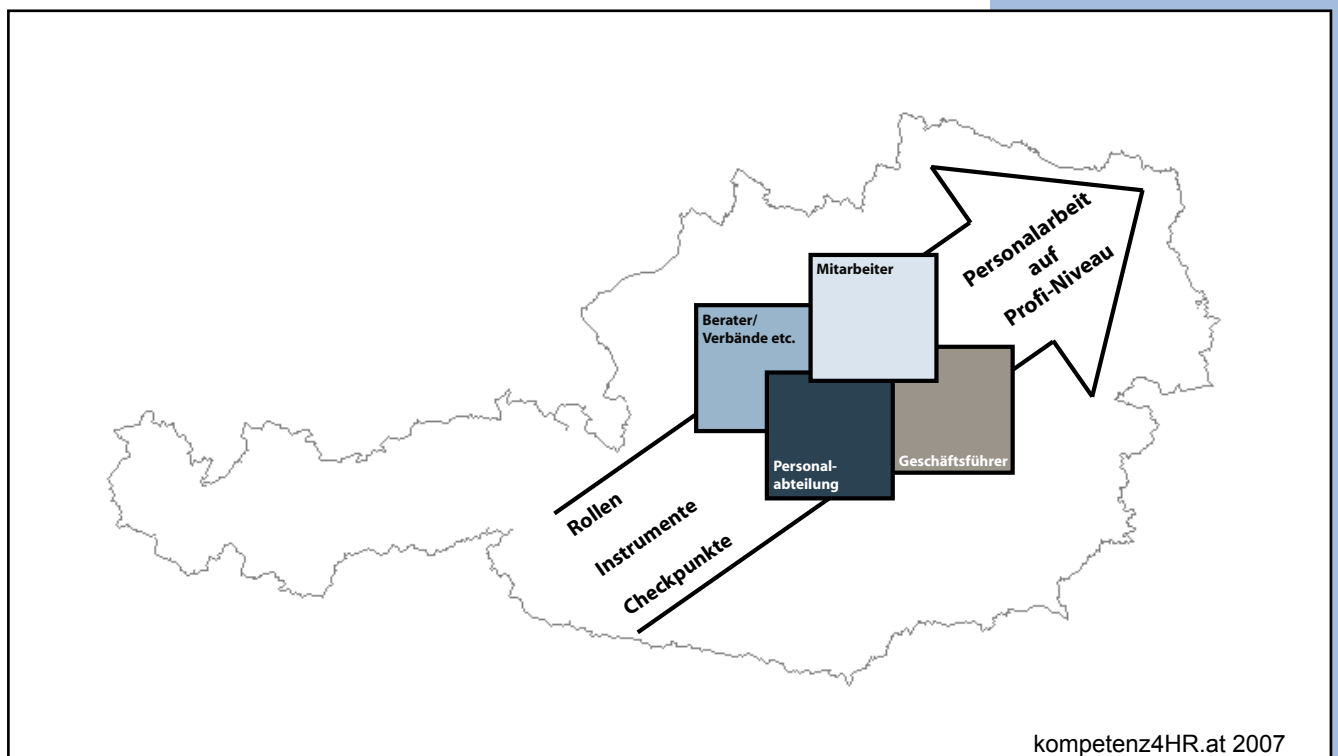 Mitarbeiter
Berater/
Verbände etc.
Personal-
abteilung
Geschäftsführer
Rollen
Instrumente
Checkpunkte
Personalarbeit
auf
Profi-Niveau
kompetenz4HR.at 2007